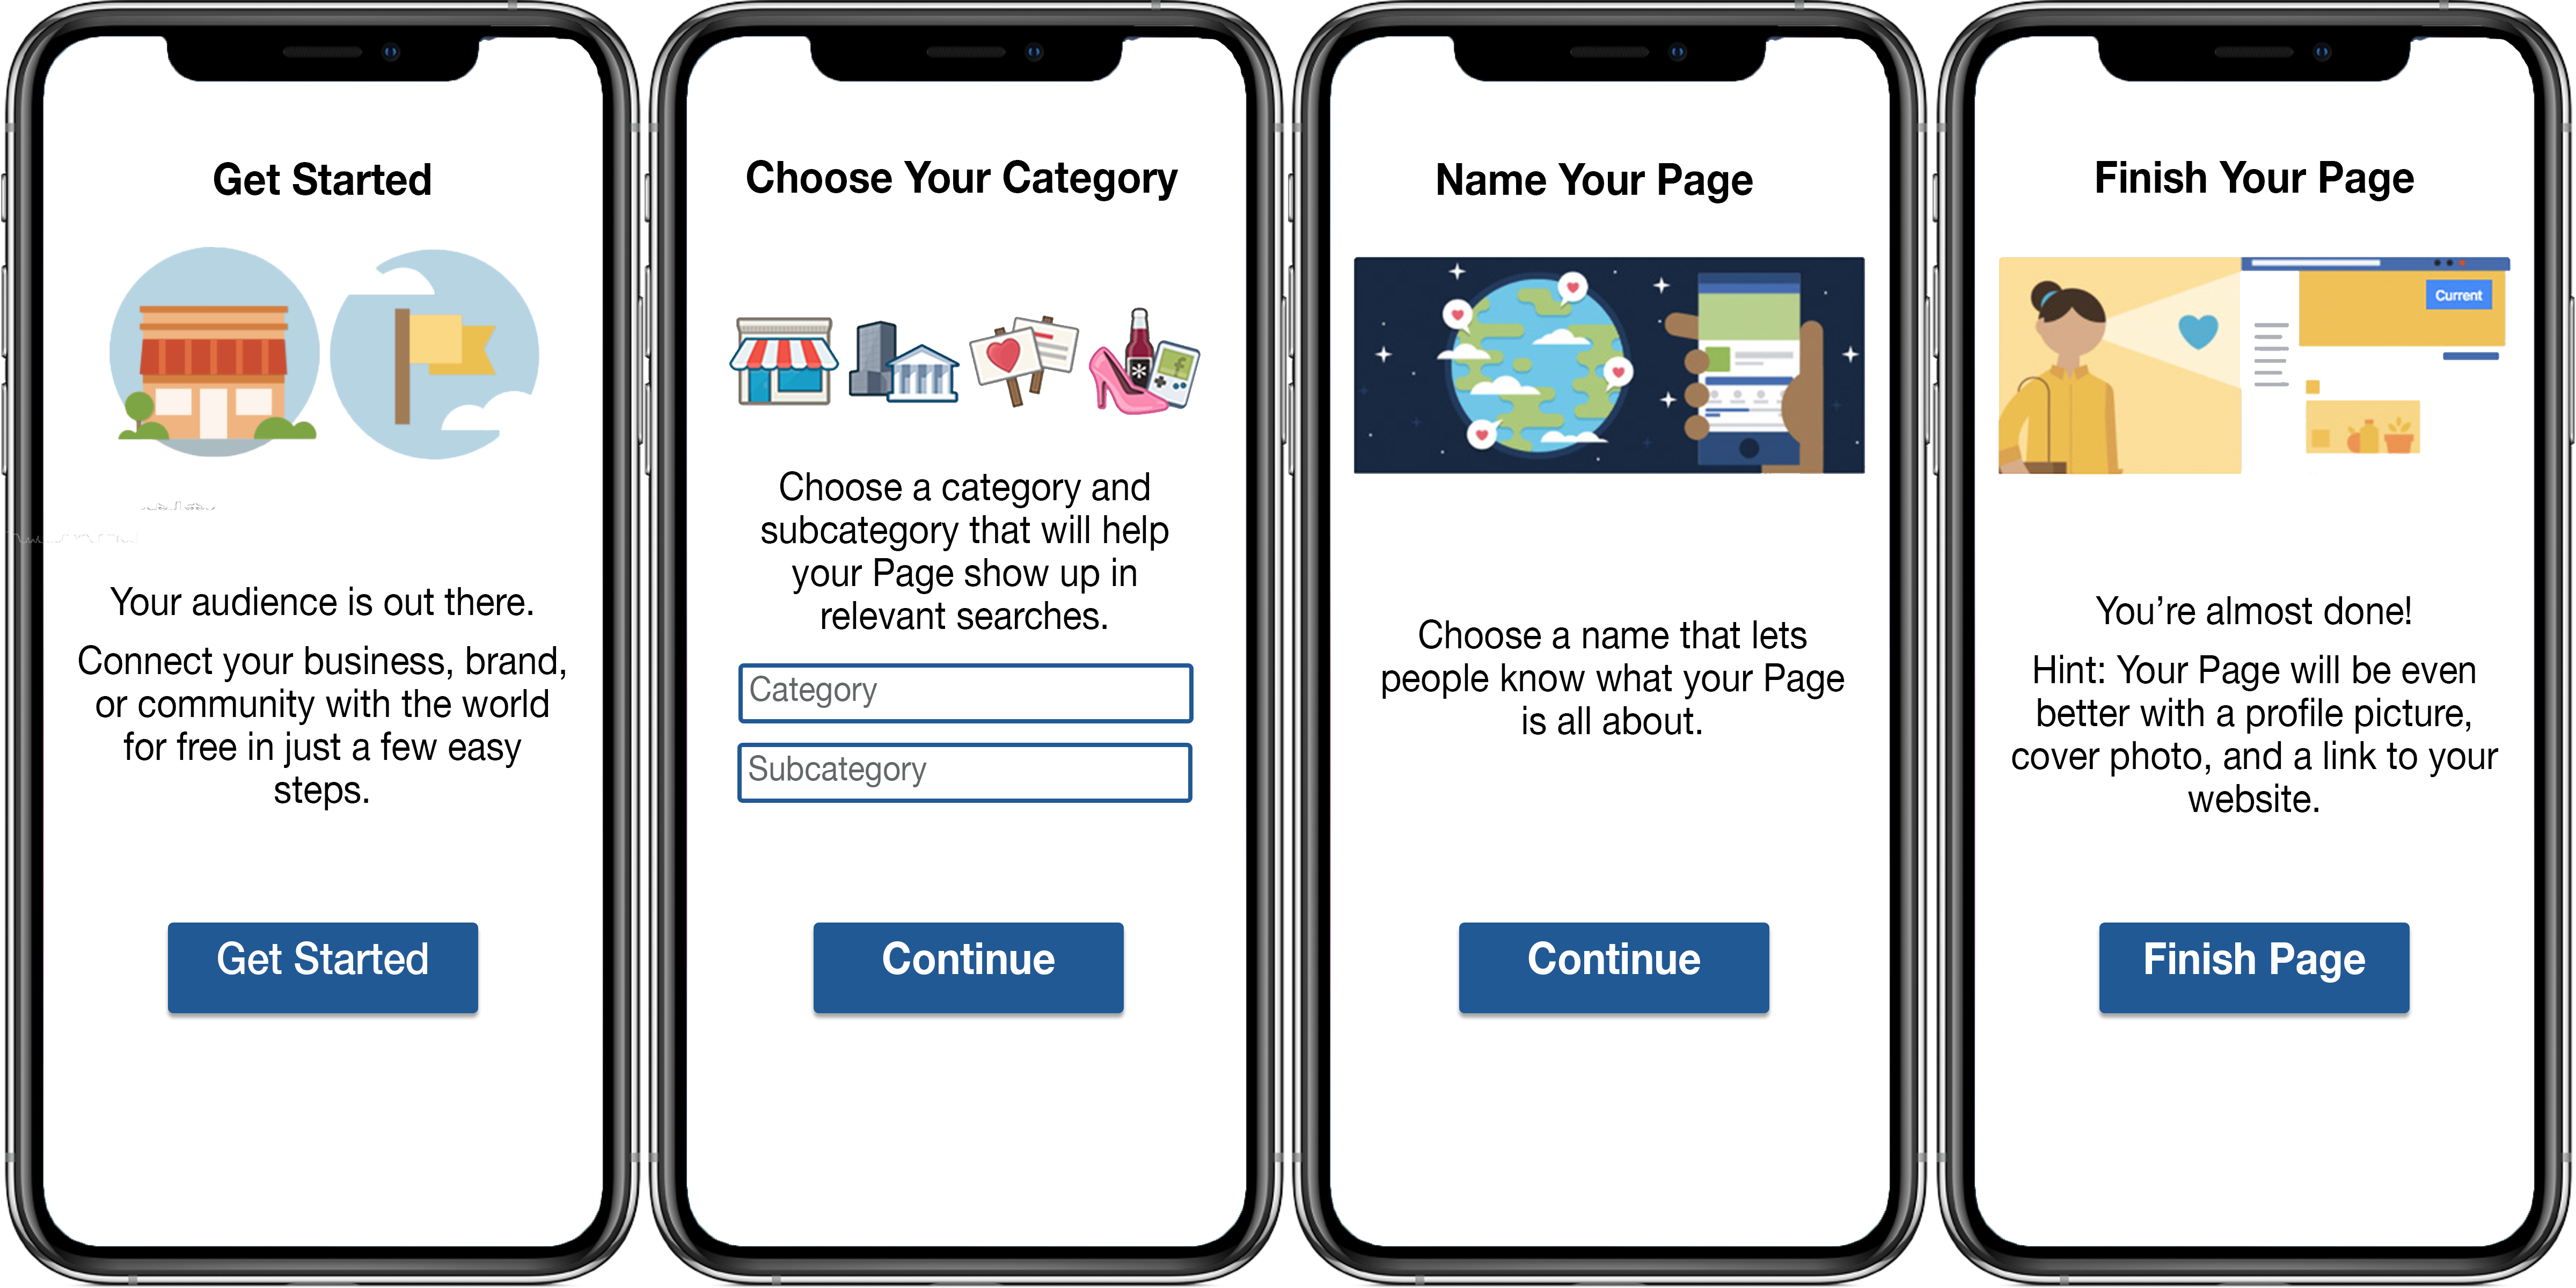 Get Started
Your audience is out there.
Connect your business, brand,
or community with the world
for free in just a few easy
steps.
Get Started
Choose Your Category
Choose a category and
subcategory that will help
your Page show up in
relevant searches.
Category
Subcategory
Continue
Name Your Page
Choose a name that lets
people know what your Page
is all about.
Continue
Finish Your Page
Current
You’re almost done!
Hint: Your Page will be even
better with a profile picture,
cover photo, and a link to your
website.
Finish Page